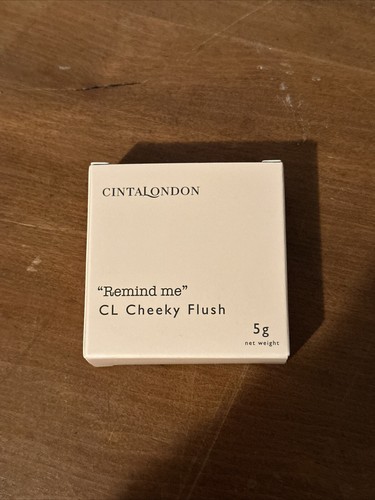 CINTALONDON
“Remind me”
CL Cheeky Flush
5g
net weight